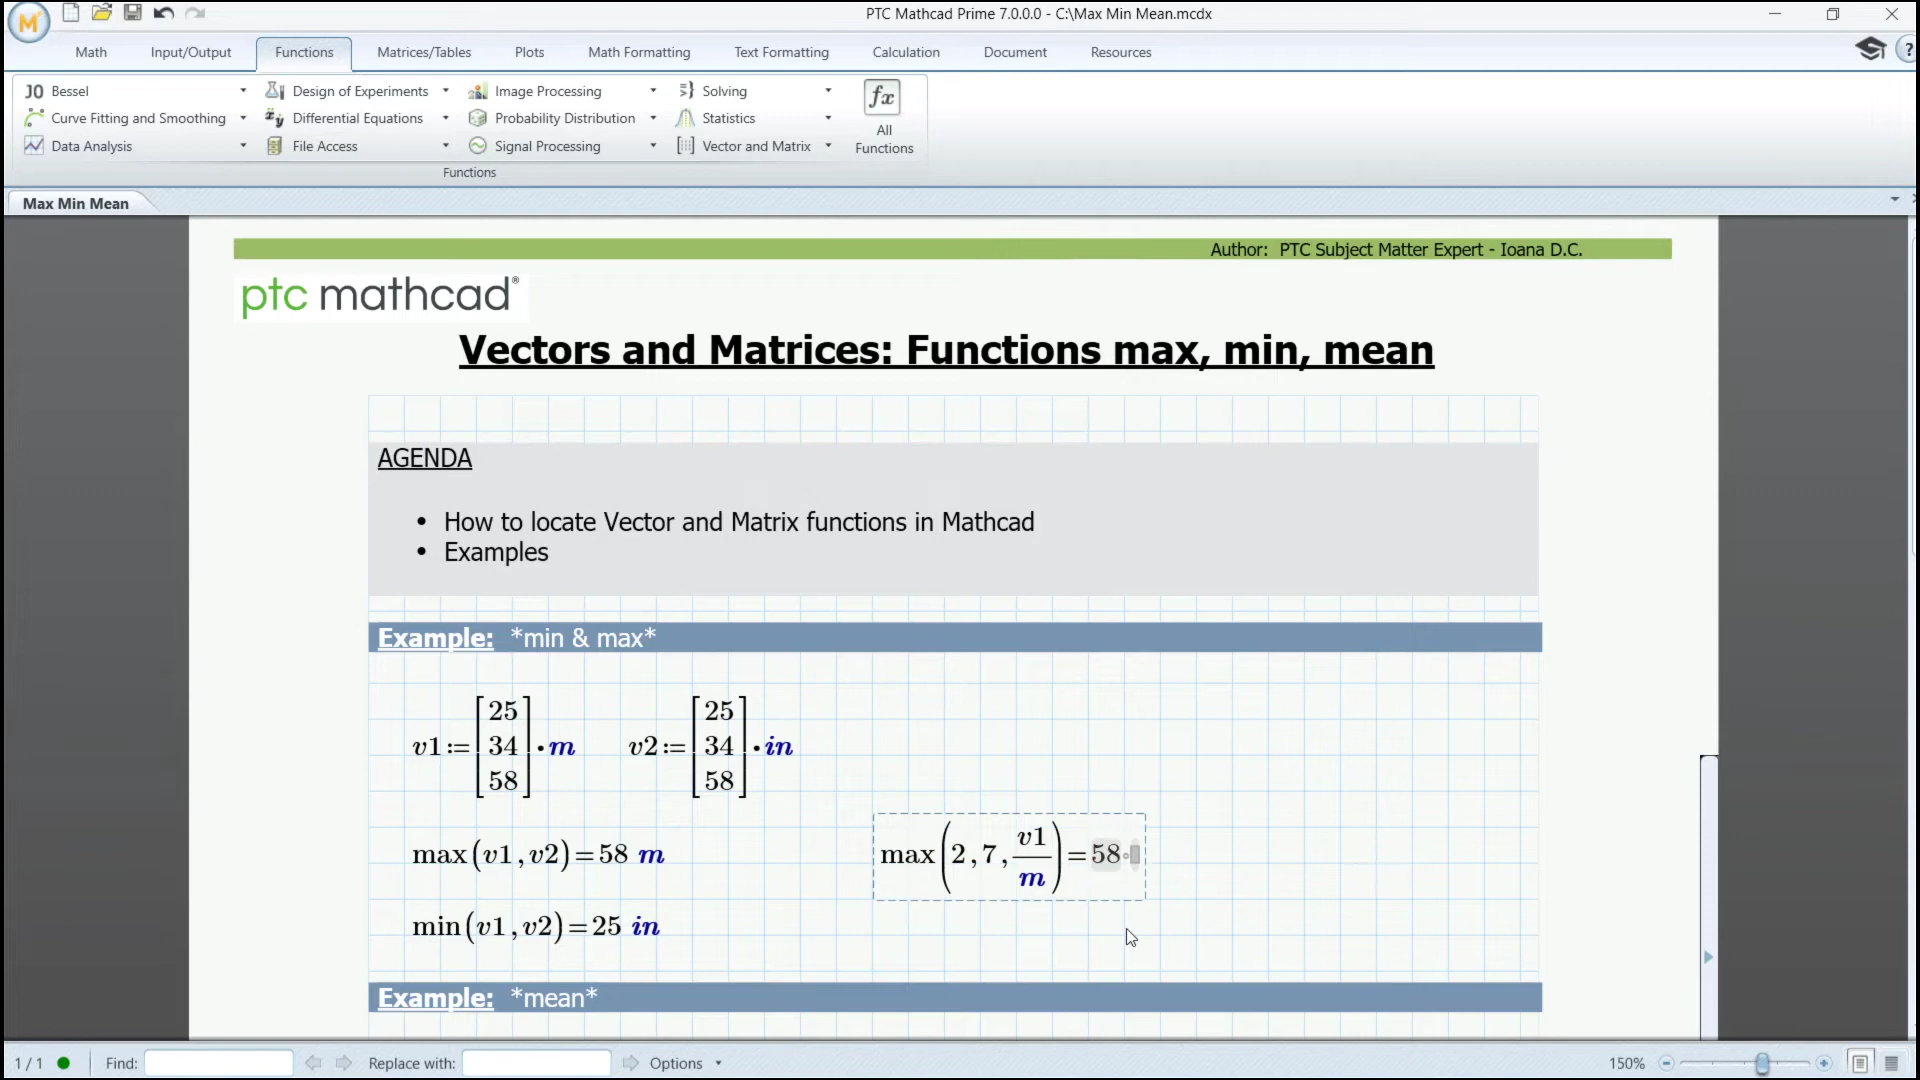 PTC Mathcad Prime 7.0.0.0 - C:\Max Min Mean.mcdx
Math Input/Output Functions Matrices/Tables Plots Math Formatting Text Formatting Calculation Document Resources
Bessel
Design of Experiments
Image Processing
Solving
Curve Fitting and Smoothing
Differential Equations
Probability Distribution
Statistics
Data Analysis
File Access
Signal Processing
Vector and Matrix
fx
All
Functions
Functions
Max Min Mean
Author: PTC Subject Matter Expert - Ioana D.C.
ptc mathcad®
Vectors and Matrices: Functions max, min, mean
AGENDA
• How to locate Vector and Matrix functions in Mathcad
• Examples
Example: *min & max*
v1:=[25 34 58]·m
v2:=[25 34 58]·in
max(v1,v2)=58 m
max(2,7,v1/m)=58
min(v1,v2)=25 in
Example: *mean*
1 / 1 Find: Replace with: Options 150%